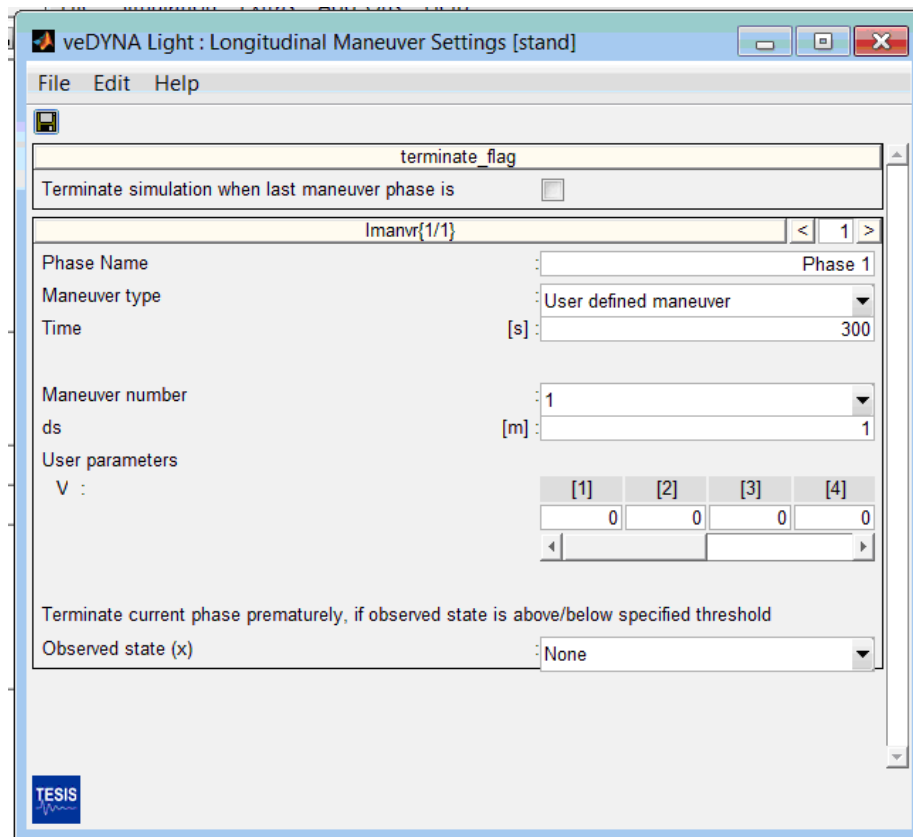 veDYNA Light : Longitudinal Maneuver Settings [stand]
File Edit Help
terminate_flag
Terminate simulation when last maneuver phase is
lmanvr{1/1} < 1 >
Phase Name : Phase 1
Maneuver type : User defined maneuver
Time [s] : 300
Maneuver number : 1
ds [m] : 1
User parameters
V : [1] [2] [3] [4]
0 0 0 0
Terminate current phase prematurely, if observed state is above/below specified threshold
Observed state (x) : None
TESIS